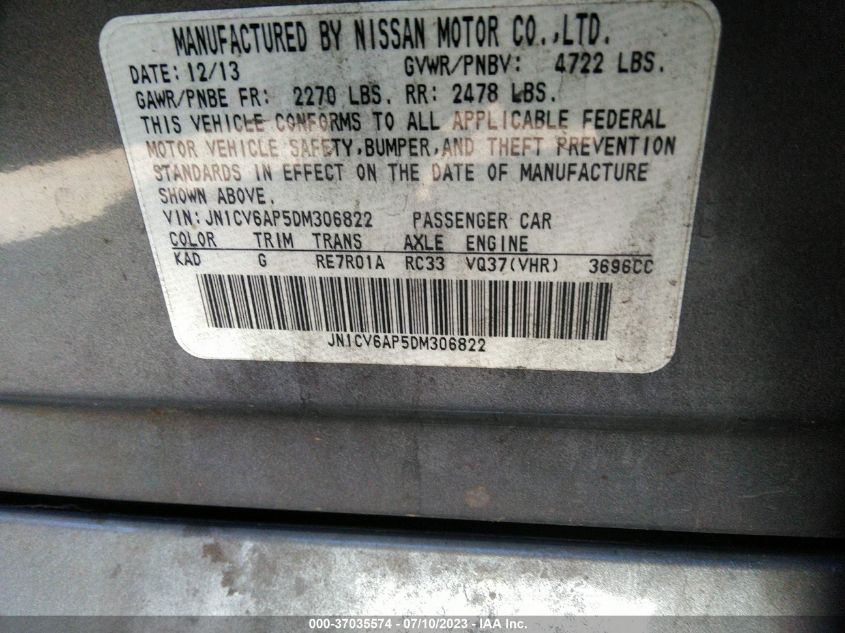 MANUFACTURED BY NISSAN MOTOR CO.,LTD.
DATE: 12/13 GVWR/PNBV: 4722 LBS.
GAWR/PNBE FR: 2270 LBS. RR: 2478 LBS.
THIS VEHICLE CONFORMS TO ALL APPLICABLE FEDERAL
MOTOR VEHICLE SAFETY,BUMPER,AND THEFT PREVENTION
STANDARDS IN EFFECT ON THE DATE OF MANUFACTURE
SHOWN ABOVE.
VIN: JN1CV6AP5DM306822 PASSENGER CAR
COLOR TRIM TRANS AXLE ENGINE
KAD G RE7R01A RC33 VQ37(VHR) 3696CC
JN1CV6AP5DM306822
000-37035574 - 07/10/2023 - IAA Inc.